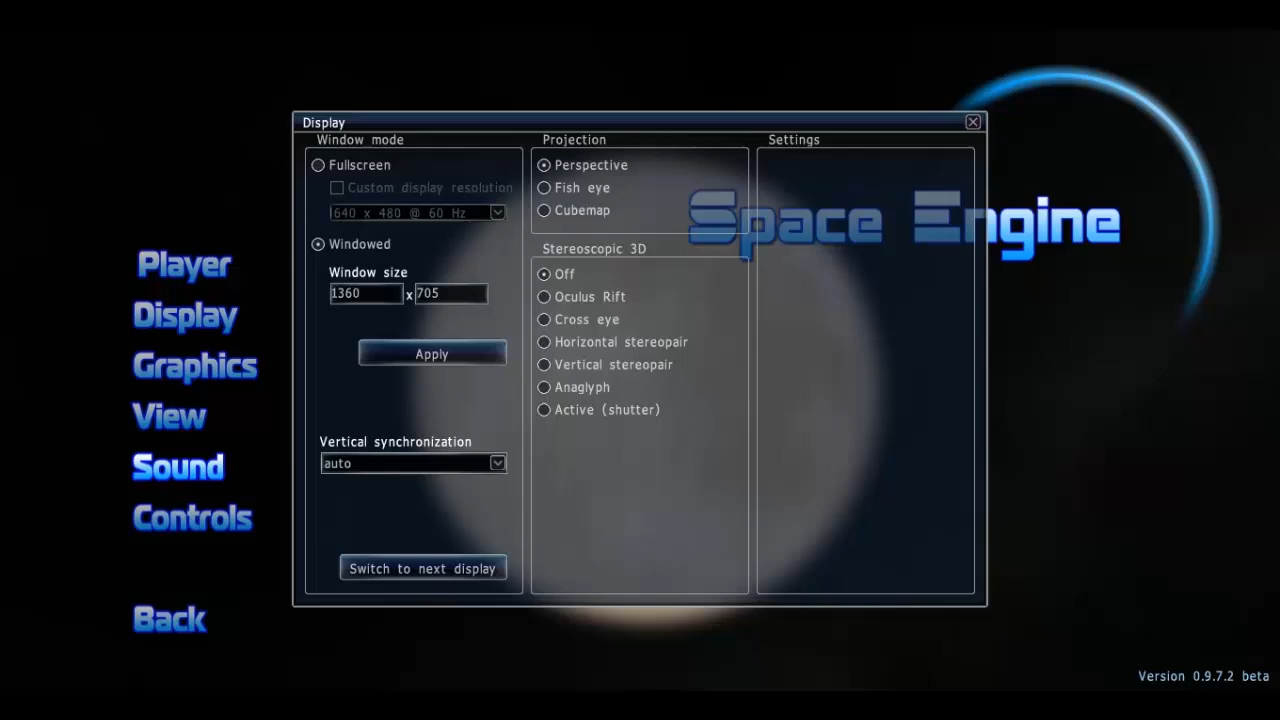 Display
Window mode
Fullscreen
Custom display resolution
640 x 480 @ 60 Hz
Windowed
Window size
1360 x 705
Apply
Vertical synchronization
auto
Switch to next display
Projection
Perspective
Fish eye
Cubemap
Stereoscopic 3D
Off
Oculus Rift
Cross eye
Horizontal stereopair
Vertical stereopair
Anaglyph
Active (shutter)
Settings
Space Engine
Player
Display
Graphics
View
Sound
Controls
Back
Version 0.9.7.2 beta